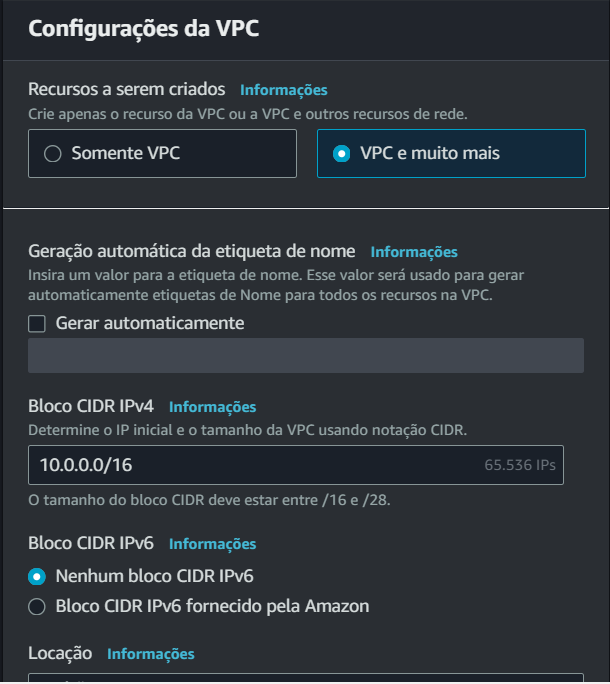 Configurações da VPC
Recursos a serem criados Informações
Crie apenas o recurso da VPC ou a VPC e outros recursos de rede.
Somente VPC VPC e muito mais
Geração automática da etiqueta de nome Informações
Insira um valor para a etiqueta de nome. Esse valor será usado para gerar
automaticamente etiquetas de Nome para todos os recursos na VPC.
Gerar automaticamente
Bloco CIDR IPv4 Informações
Determine o IP inicial e o tamanho da VPC usando notação CIDR.
10.0.0.0/16 65.536 IPs
O tamanho do bloco CIDR deve estar entre /16 e /28.
Bloco CIDR IPv6 Informações
Nenhum bloco CIDR IPv6
Bloco CIDR IPv6 fornecido pela Amazon
Locação Informações